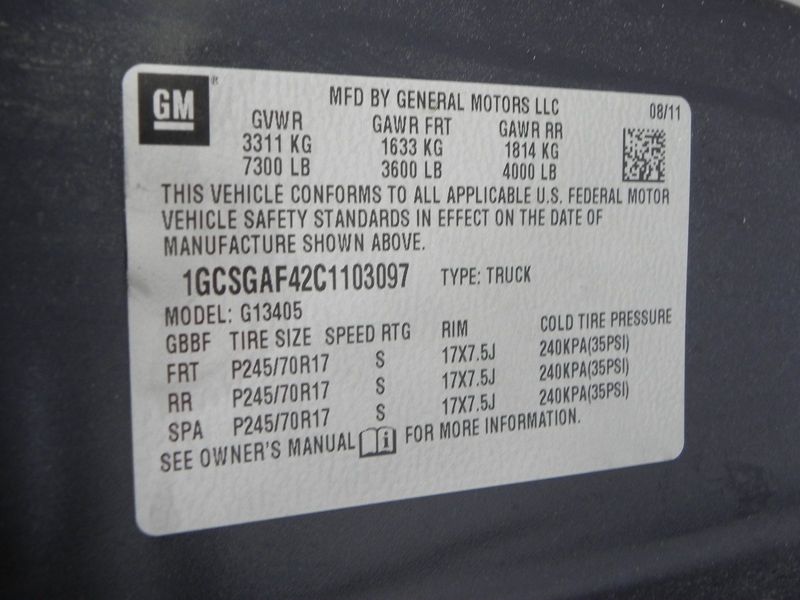 GM ®
MFD BY GENERAL MOTORS LLC 08/11
GVWR GAWR FRT GAWR RR
3311 KG 1633 KG 1814 KG
7300 LB 3600 LB 4000 LB
THIS VEHICLE CONFORMS TO ALL APPLICABLE U.S. FEDERAL MOTOR
VEHICLE SAFETY STANDARDS IN EFFECT ON THE DATE OF
MANUFACTURE SHOWN ABOVE.
1GCSGAF42C1103097 TYPE: TRUCK
MODEL: G13405
GBBF TIRE SIZE SPEED RTG RIM COLD TIRE PRESSURE
FRT P245/70R17 S 17X7.5J 240KPA(35PSI)
RR P245/70R17 S 17X7.5J 240KPA(35PSI)
SPA P245/70R17 S 17X7.5J 240KPA(35PSI)
SEE OWNER'S MANUAL FOR MORE INFORMATION.